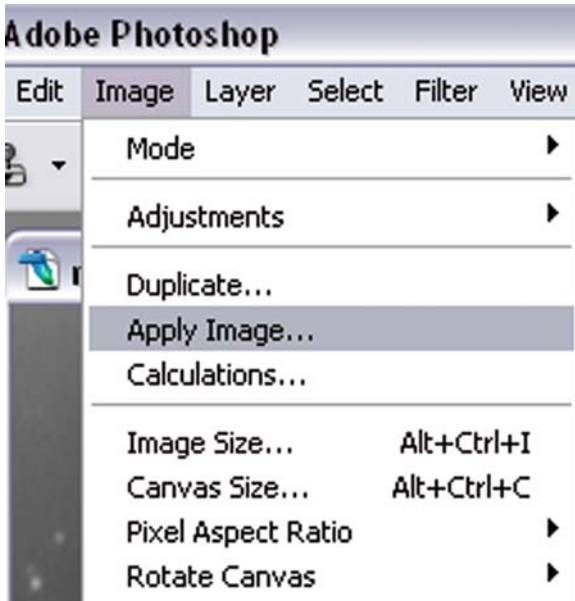 Adobe Photoshop
Edit Image Layer Select Filter View
Mode
Adjustments
Duplicate...
Apply Image...
Calculations...
Image Size... Alt+Ctrl+I
Canvas Size... Alt+Ctrl+C
Pixel Aspect Ratio
Rotate Canvas